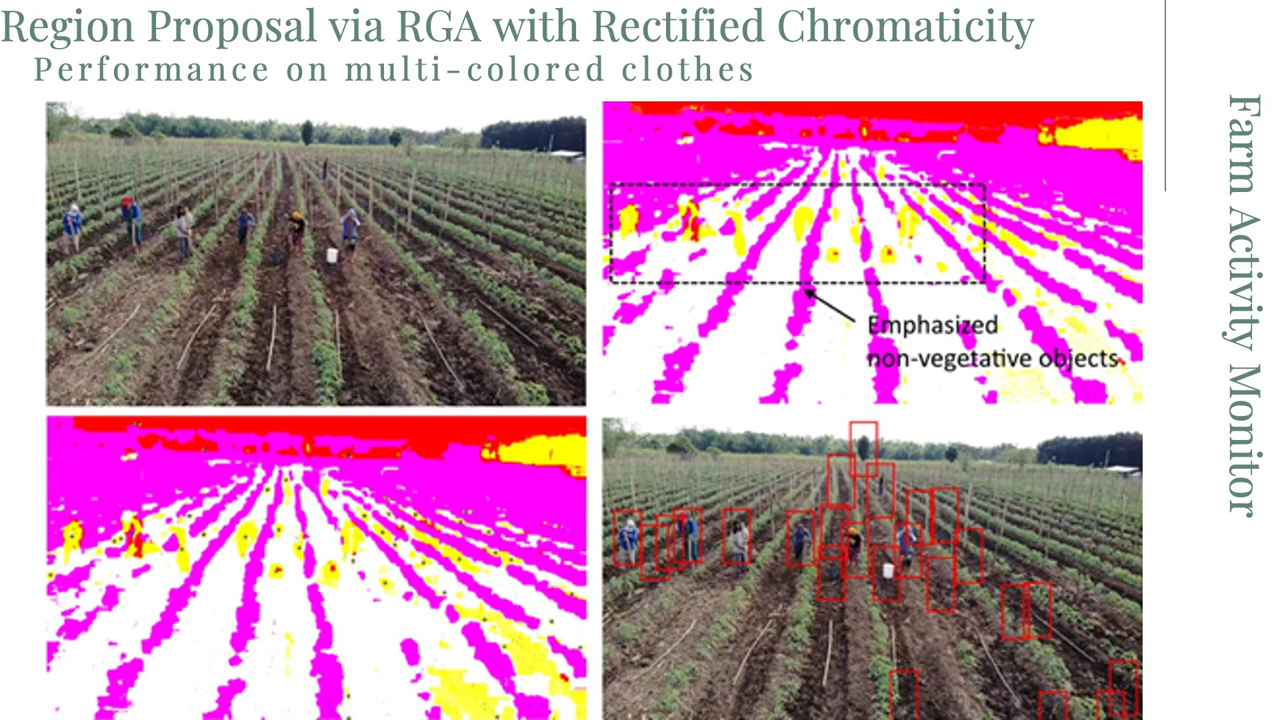 Region Proposal via RGA with Rectified Chromaticity
Performance on multi-colored clothes
Farm Activity Monitor
Emphasized
non-vegetative objects